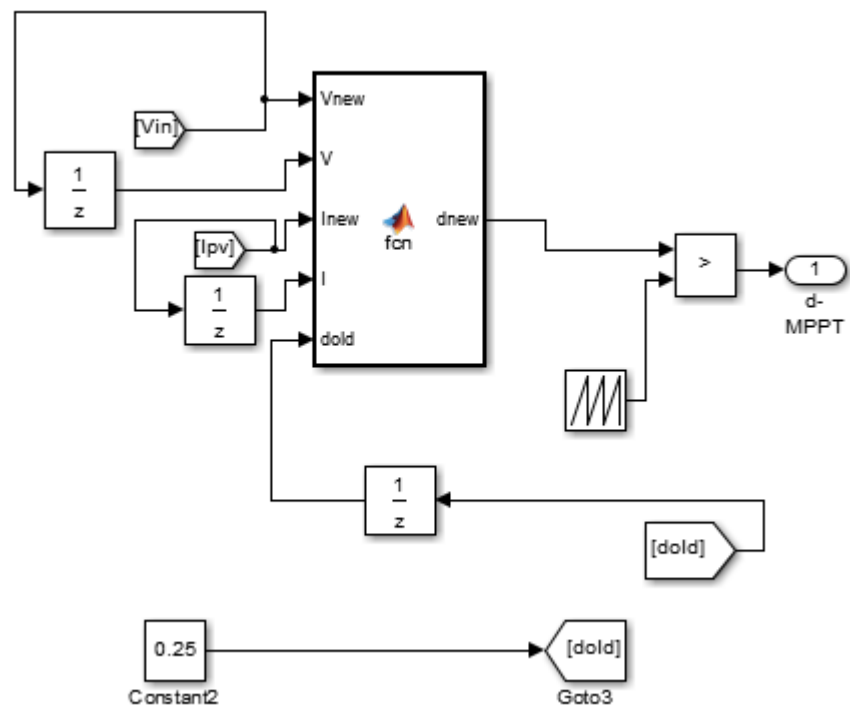 Vnew
[Vin]
1
z
V
Inew
[Ipv]
fcn
dnew
>
1
d-
MPPT
1
z
I
dold
1
z
[dold]
0.25
[dold]
Constant2
Goto3